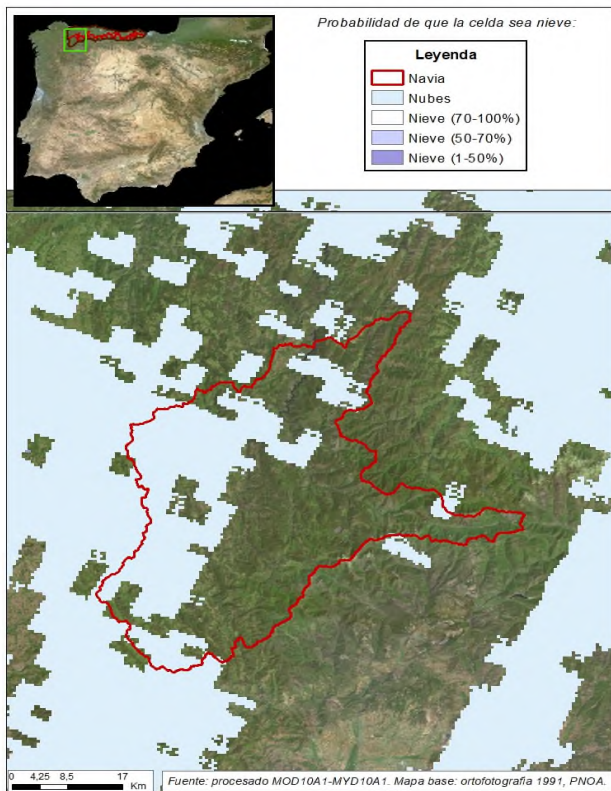 Probabilidad de que la celda sea nieve:
Leyenda
Navia
Nubes
Nieve (70-100%)
Nieve (50-70%)
Nieve (1-50%)
0 4,25 8,5 17
Km
Fuente: procesado MOD10A1-MYD10A1. Mapa base: ortofotografia 1991, PNOA.